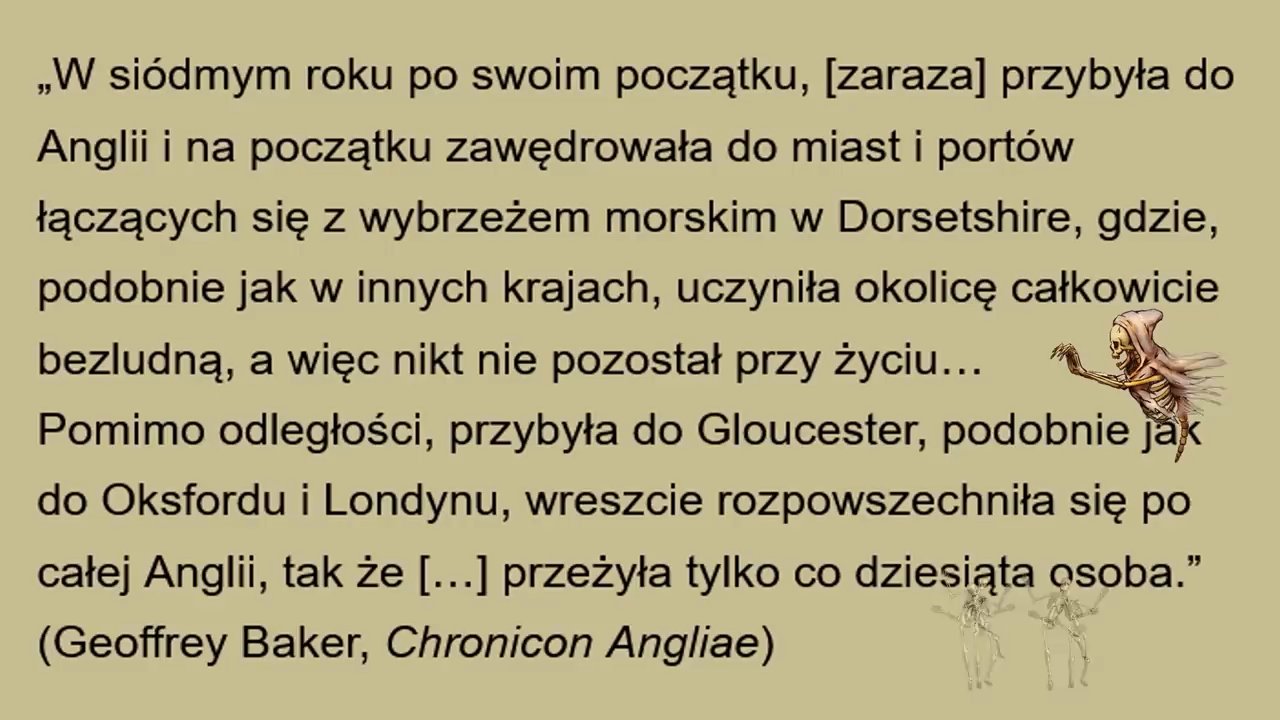 „W siódmym roku po swoim początku, [zaraza] przybyła do
Anglii i na początku zawędrowała do miast i portów
łączących się z wybrzeżem morskim w Dorsetshire, gdzie,
podobnie jak w innych krajach, uczyniła okolicę całkowicie
bezludną, a więc nikt nie pozostał przy życiu…
Pomimo odległości, przybyła do Gloucester, podobnie jak
do Oksfordu i Londynu, wreszcie rozpowszechniła się po
całej Anglii, tak że […] przeżyła tylko co dziesiąta osoba.”
(Geoffrey Baker, Chronicon Angliae)